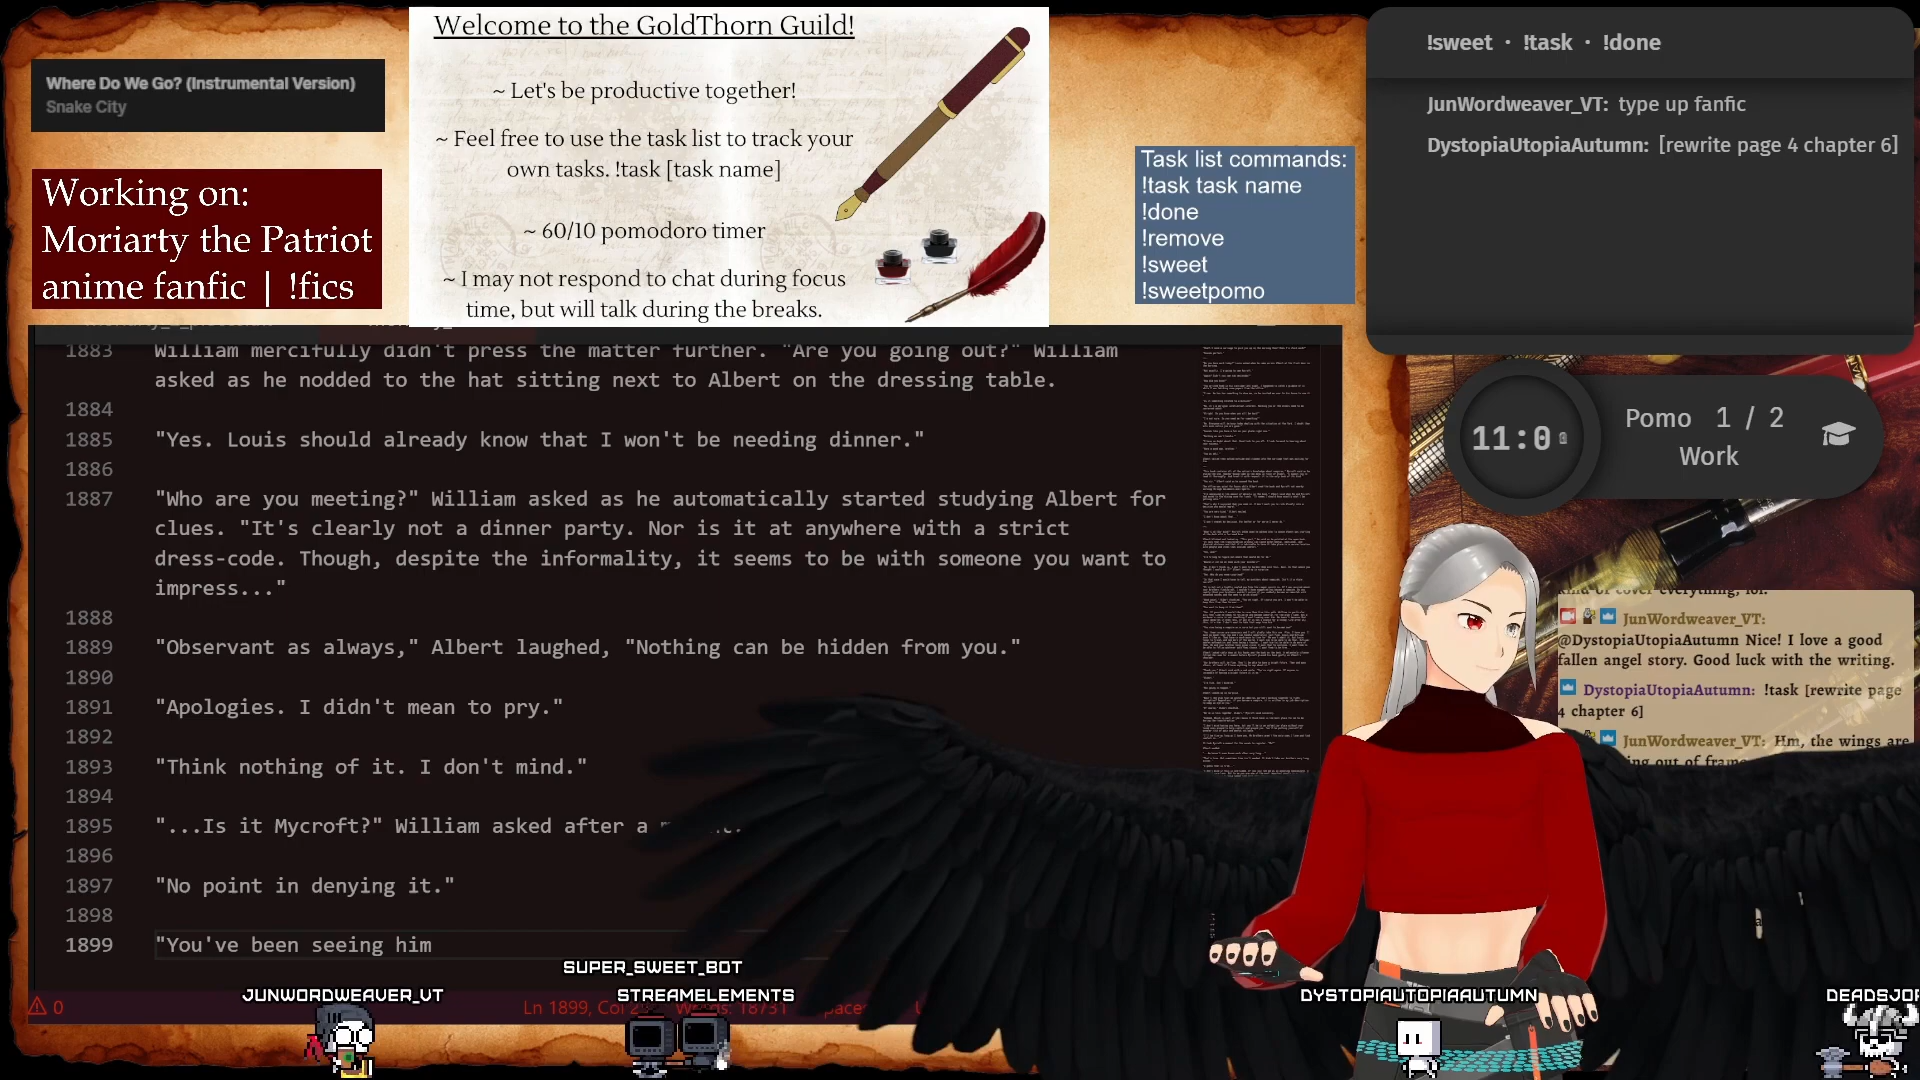 Where Do We Go? (Instrumental Version)
Snake City
Working on:
Moriarty the Patriot
anime fanfic | !fics
Welcome to the GoldThorn Guild!
~ Let's be productive together!
~ Feel free to use the task list to track your
own tasks. !task [task name]
~ 60/10 pomodoro timer
~ I may not respond to chat during focus
time, but will talk during the breaks.
Task list commands:
!task task name
!done
!remove
!sweet
!sweetpomo
!sweet · !task · !done
JunWordweaver_VT: type up fanfic
DystopiaUtopiaAutumn: [rewrite page 4 chapter 6]
11:0
Pomo 1 / 2
Work
1883 William mercifully didn't press the matter further. "Are you going out?" William
asked as he nodded to the hat sitting next to Albert on the dressing table.
1884
1885 "Yes. Louis should already know that I won't be needing dinner."
1886
1887 "Who are you meeting?" William asked as he automatically started studying Albert for
clues. "It's clearly not a dinner party. Nor is it at anywhere with a strict
dress-code. Though, despite the informality, it seems to be with someone you want to
impress..."
1888
1889 "Observant as always," Albert laughed, "Nothing can be hidden from you."
1890
1891 "Apologies. I didn't mean to pry."
1892
1893 "Think nothing of it. I don't mind."
1894
1895 "...Is it Mycroft?" William asked after a
1896
1897 "No point in denying it."
1898
1899 "You've been seeing him
0
Ln 1899, Col
kind of cover everything, lol.
JunWordweaver_VT:
@DystopiaUtopiaAutumn Nice! I love a good
fallen angel story. Good luck with the writing.
DystopiaUtopiaAutumn: !task [rewrite page
4 chapter 6]
JunWordweaver_VT: Hm, the wings are
out of frame
SUPER_SWEET_BOT
JUNWORDWEAVER_VT
STREAMELEMENTS
DYSTOPIAUTOPIAAUTUMN
DEADSJO